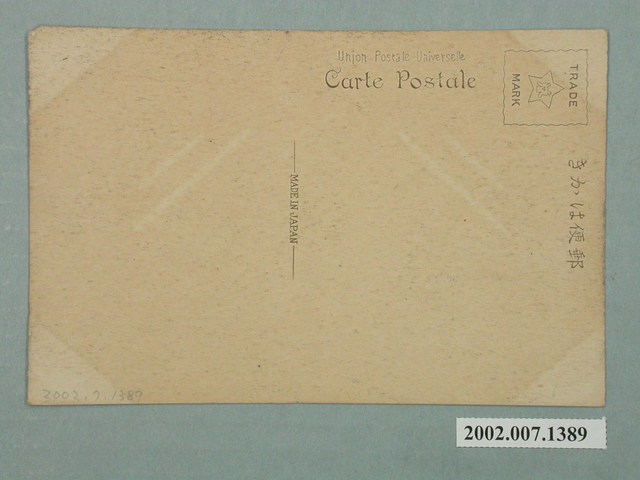 Union Postale Universelle
Carte Postale
TRADE
MARK
きかは便郵
MADE IN JAPAN
2002.7.1389
2002.007.1389